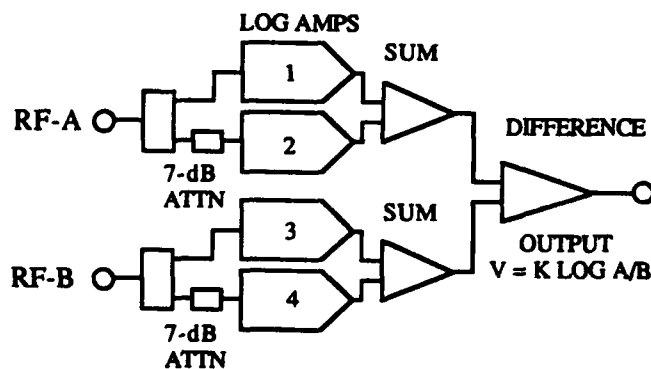 LOG AMPS
SUM
1
RF-A
2
DIFFERENCE
7-dB
ATTN
SUM
3
OUTPUT
V = K LOG A/B
RF-B
4
7-dB
ATTN